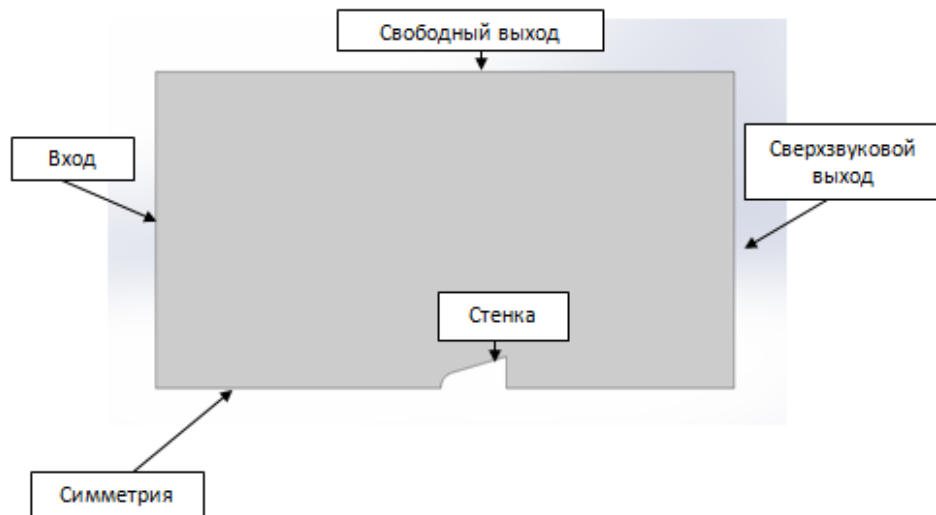 Свободный выход
Вход
Сверхзвуковой
выход
Стенка
Симметрия